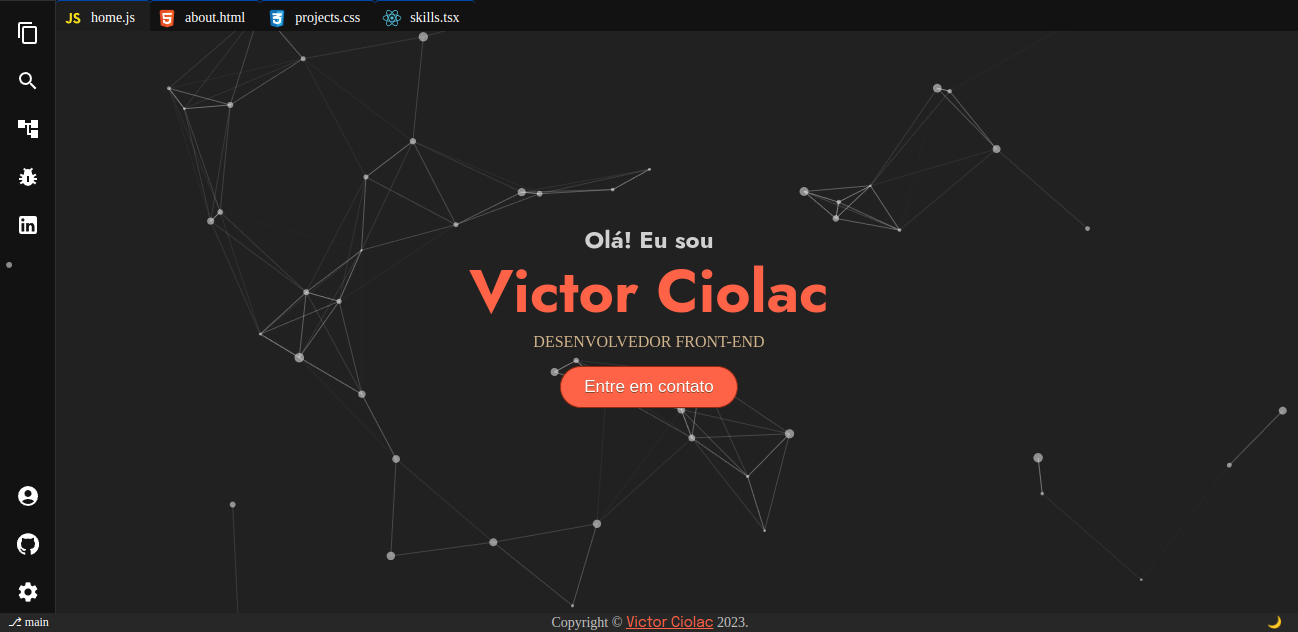 JS home.js about.html projects.css skills.tsx
in
Olá! Eu sou
Victor Ciolac
DESENVOLVEDOR FRONT-END
Entre em contato
main
Copyright © Victor Ciolac 2023.